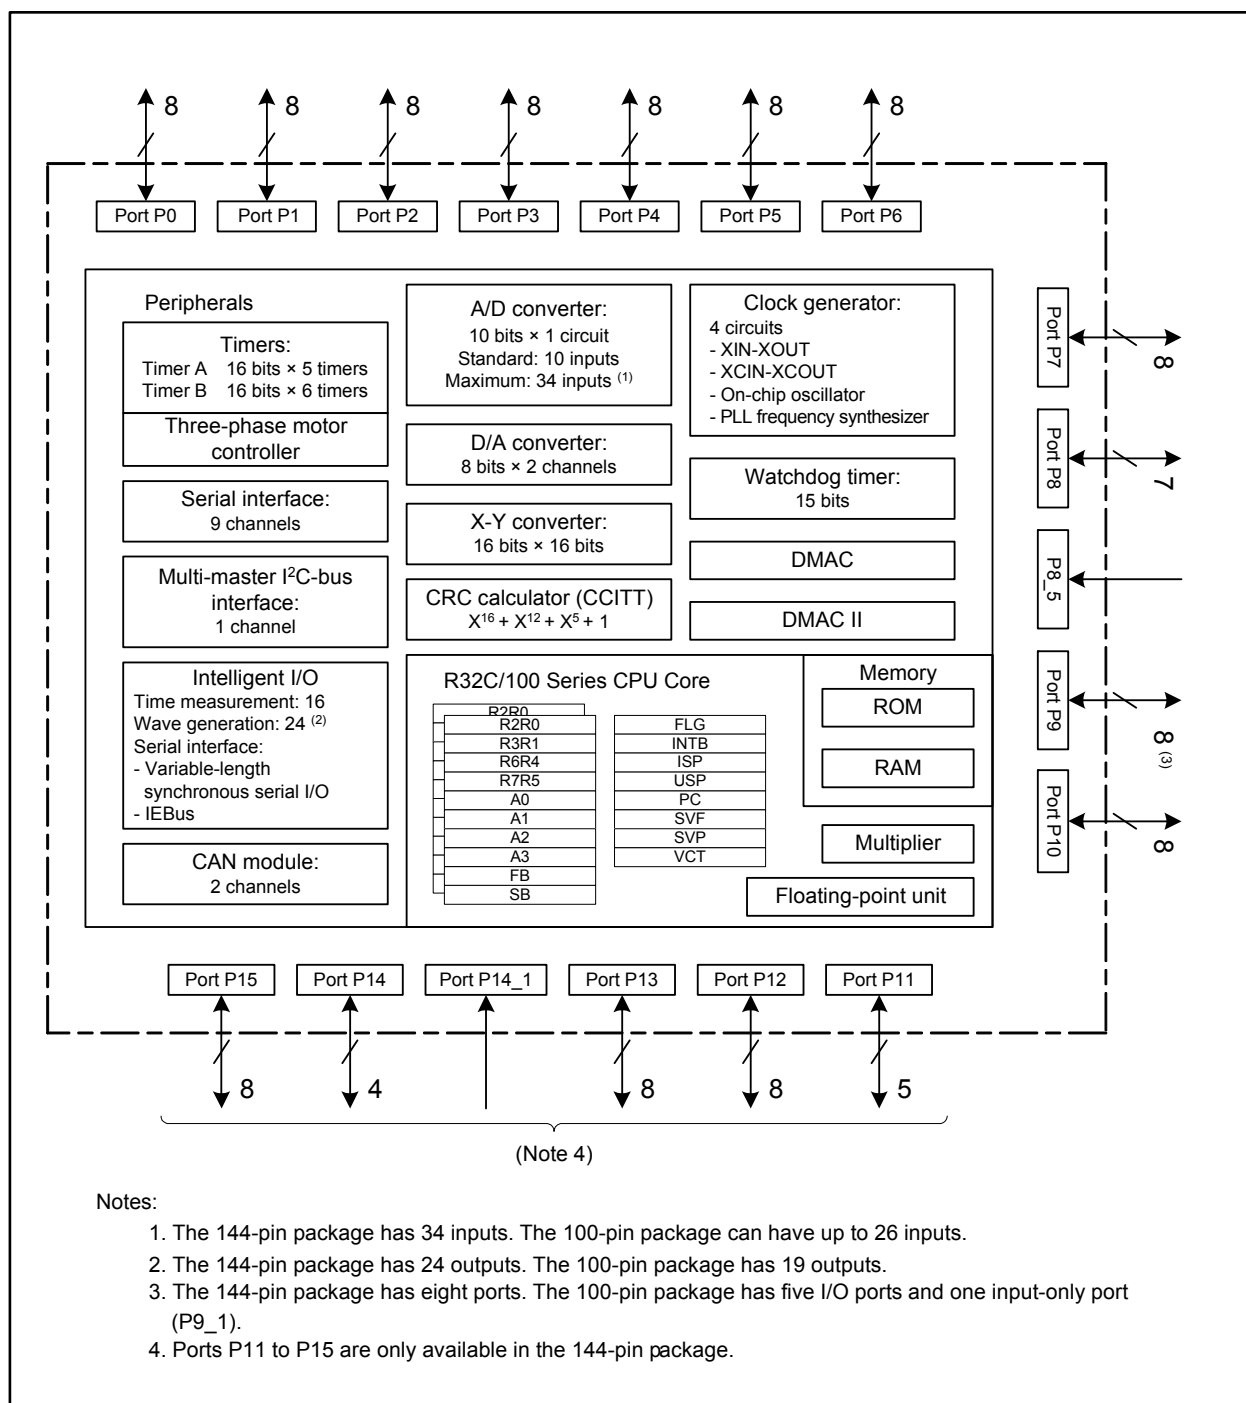 8 8 8 8 8 8 8
Port P0 Port P1 Port P2 Port P3 Port P4 Port P5 Port P6
Peripherals
Timers:
Timer A 16 bits × 5 timers
Timer B 16 bits × 6 timers
Three-phase motor
controller
Serial interface:
9 channels
Multi-master I²C-bus
interface:
1 channel
Intelligent I/O
Time measurement: 16
Wave generation: 24 (2)
Serial interface:
- Variable-length
synchronous serial I/O
- IEBus
CAN module:
2 channels
A/D converter:
10 bits × 1 circuit
Standard: 10 inputs
Maximum: 34 inputs (1)
D/A converter:
8 bits × 2 channels
X-Y converter:
16 bits × 16 bits
CRC calculator (CCITT)
X¹⁶ + X¹² + X⁵ + 1
Clock generator:
4 circuits
- XIN-XOUT
- XCIN-XCOUT
- On-chip oscillator
- PLL frequency synthesizer
Watchdog timer:
15 bits
DMAC
DMAC II
R32C/100 Series CPU Core
R2R0
R2R0
R3R1
R6R4
R7R5
A0
A1
A2
A3
FB
SB
FLG
INTB
ISP
USP
PC
SVF
SVP
VCT
Memory
ROM
RAM
Multiplier
Floating-point unit
Port P7
8
Port P8
7
P8_5
Port P9
8 (3)
Port P10
8
Port P15 Port P14 Port P14_1 Port P13 Port P12 Port P11
8 4 8 8 5
(Note 4)
Notes:
1. The 144-pin package has 34 inputs. The 100-pin package can have up to 26 inputs.
2. The 144-pin package has 24 outputs. The 100-pin package has 19 outputs.
3. The 144-pin package has eight ports. The 100-pin package has five I/O ports and one input-only port
(P9_1).
4. Ports P11 to P15 are only available in the 144-pin package.